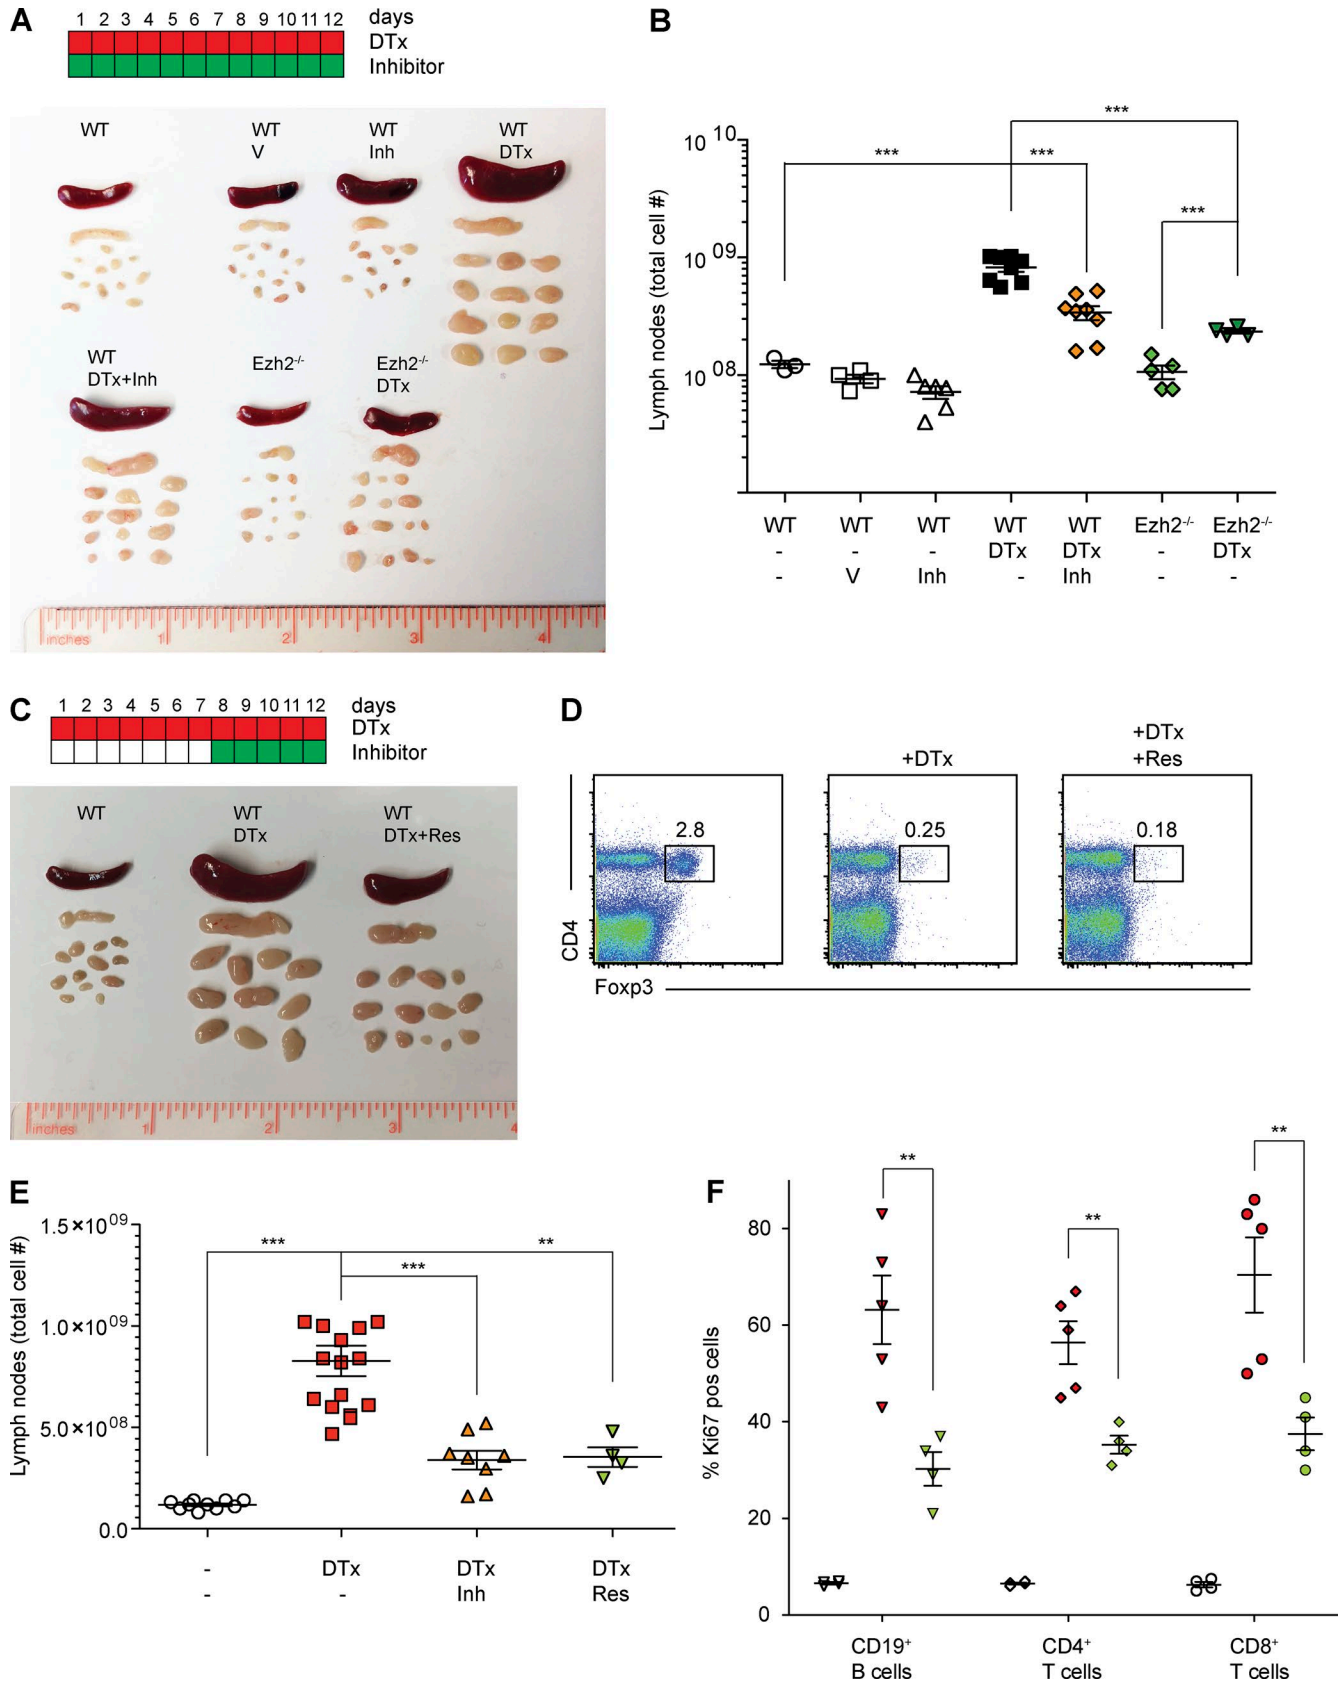 A
1 2 3 4 5 6 7 8 9 10 11 12 days
DTx
Inhibitor
WT
WT
V
WT
Inh
WT
DTx
WT
DTx+Inh
Ezh2-/-
Ezh2-/-
DTx
inches 1 2 3 4
B
Lymph nodes (total cell #)
10 10
10 09
10 08
***
*** ***
***
WT WT WT WT WT Ezh2-/- Ezh2-/-
- - - DTx DTx - DTx
- V Inh - Inh - -
C
1 2 3 4 5 6 7 8 9 10 11 12 days
DTx
Inhibitor
WT
WT
DTx
WT
DTx+Res
inches 1 2 3 4
D
+DTx
+DTx
+Res
2.8
0.25
0.18
CD4
Foxp3
E
Lymph nodes (total cell #)
1.5×10 09
1.0×10 09
5.0×10 08
0.0
*** **
***
- DTx DTx DTx
- - Inh Res
F
% Ki67 pos cells
80
60
40
20
0
**
**
**
CD19+
B cells
CD4+
T cells
CD8+
T cells